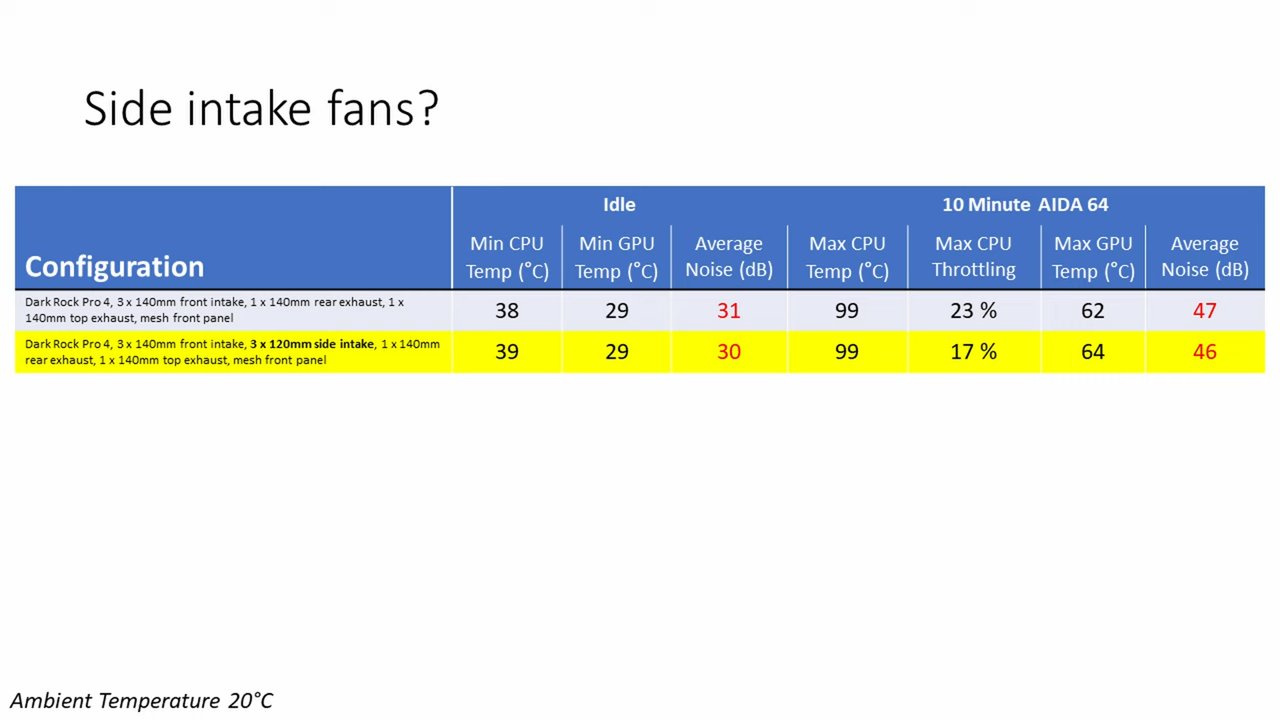 Side intake fans?
Idle
10 Minute AIDA 64
Configuration
Min CPU
Temp (°C)
Min GPU
Temp (°C)
Average
Noise (dB)
Max CPU
Temp (°C)
Max CPU
Throttling
Max GPU
Temp (°C)
Average
Noise (dB)
Dark Rock Pro 4, 3 x 140mm front intake, 1 x 140mm rear exhaust, 1 x
140mm top exhaust, mesh front panel
38
29
31
99
23 %
62
47
Dark Rock Pro 4, 3 x 140mm front intake, 3 x 120mm side intake, 1 x 140mm
rear exhaust, 1 x 140mm top exhaust, mesh front panel
39
29
30
99
17 %
64
46
Ambient Temperature 20°C